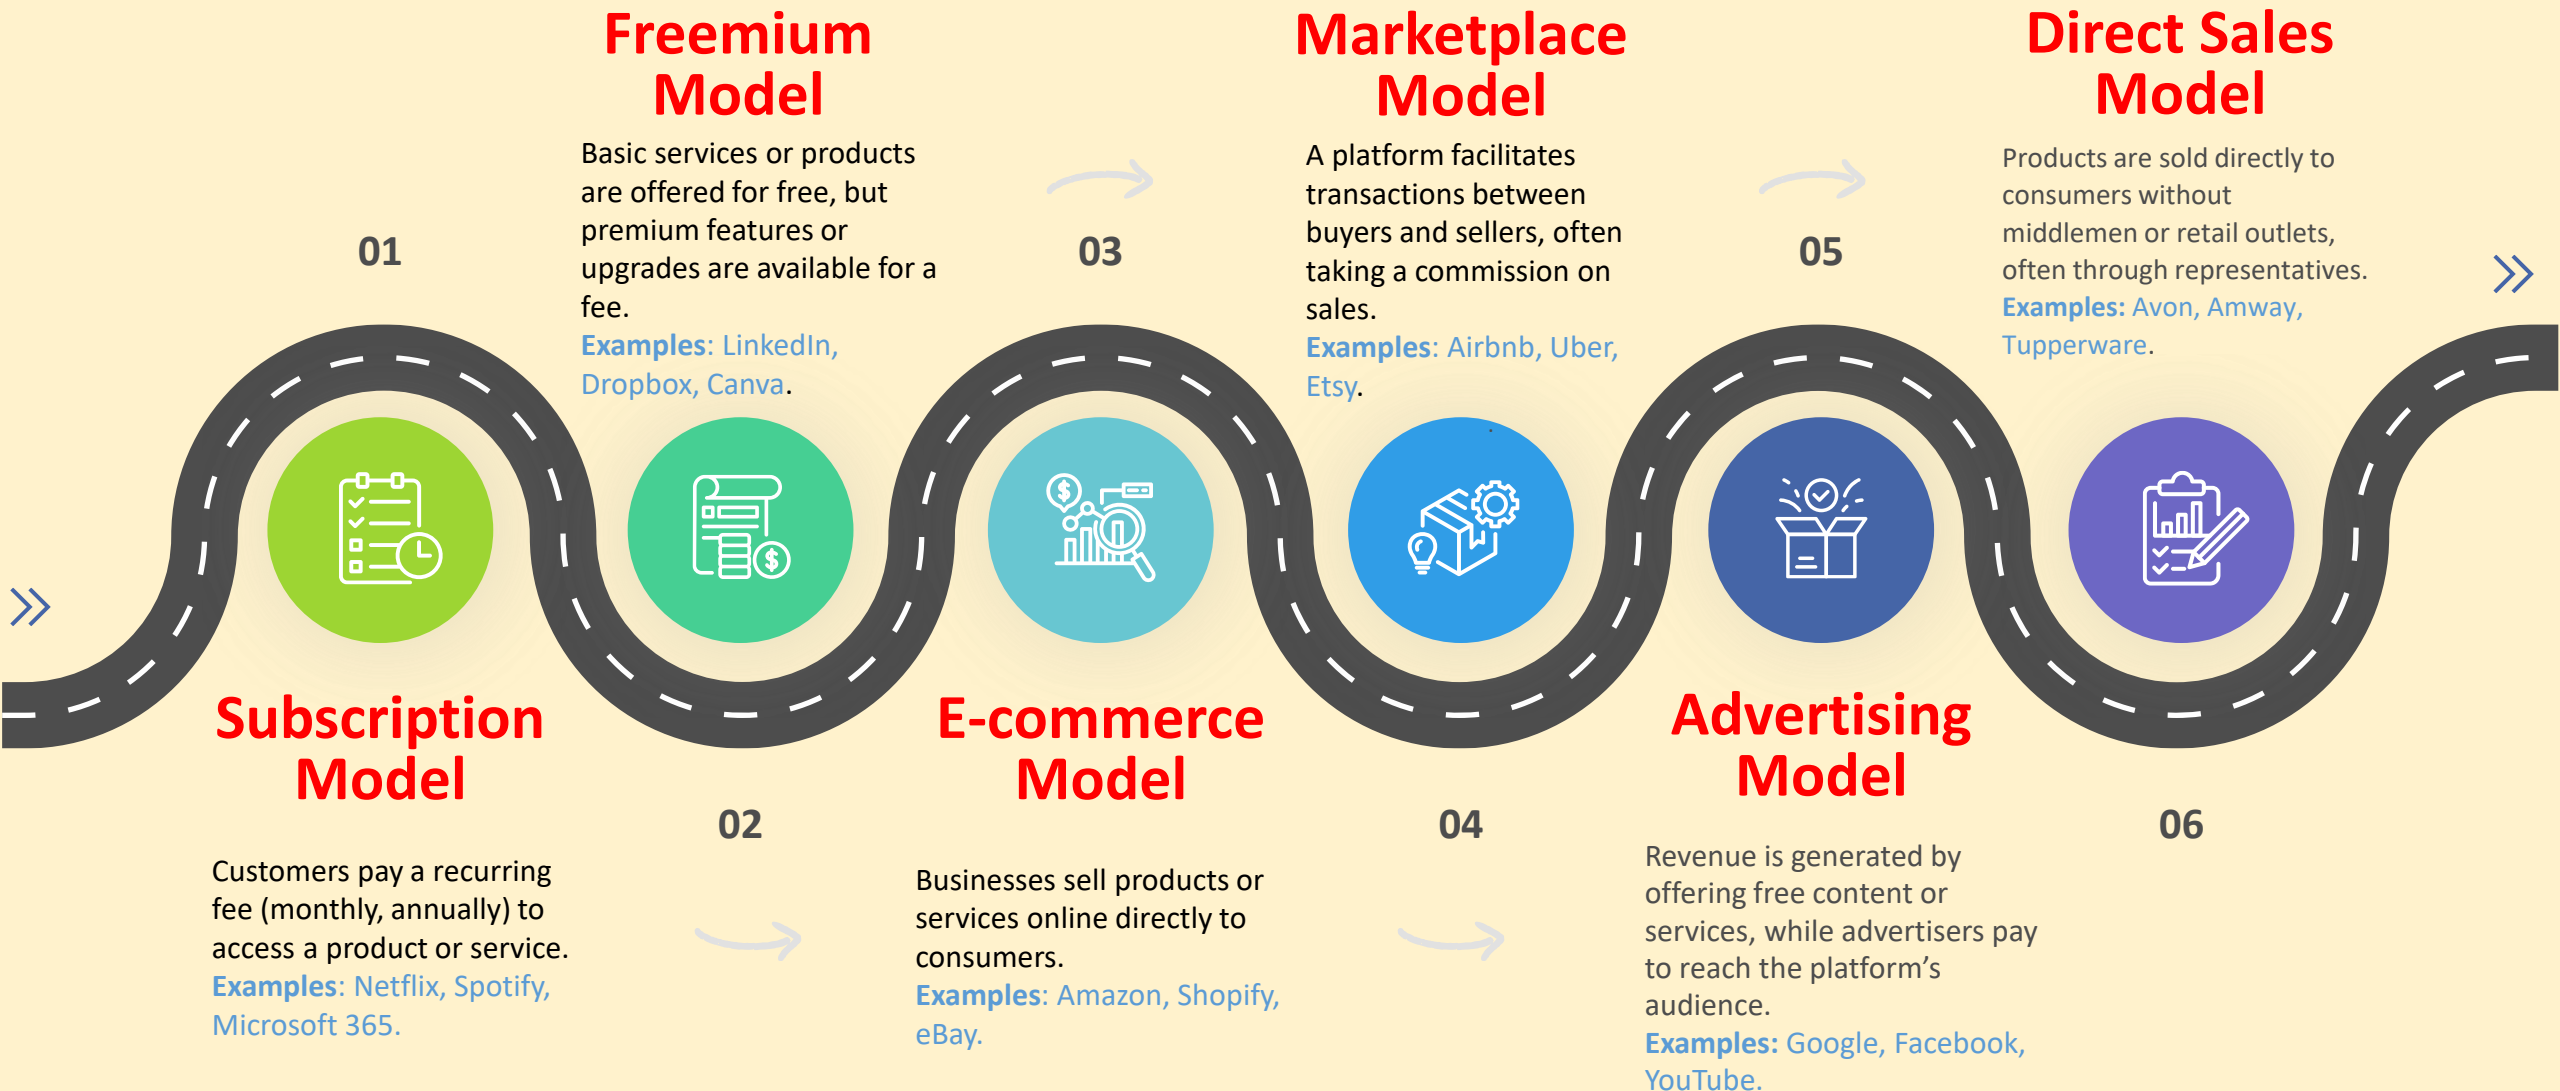 01
Subscription
Model
Customers pay a recurring
fee (monthly, annually) to
access a product or service.
Examples: Netflix, Spotify,
Microsoft 365.
Freemium
Model
Basic services or products
are offered for free, but
premium features or
upgrades are available for a
fee.
Examples: LinkedIn,
Dropbox, Canva.
02
03
E-commerce
Model
Businesses sell products or
services online directly to
consumers.
Examples: Amazon, Shopify,
eBay.
Marketplace
Model
A platform facilitates
transactions between
buyers and sellers, often
taking a commission on
sales.
Examples: Airbnb, Uber,
Etsy.
04
05
Advertising
Model
Revenue is generated by
offering free content or
services, while advertisers pay
to reach the platform’s
audience.
Examples: Google, Facebook,
YouTube.
Direct Sales
Model
Products are sold directly to
consumers without
middlemen or retail outlets,
often through representatives.
Examples: Avon, Amway,
Tupperware.
06